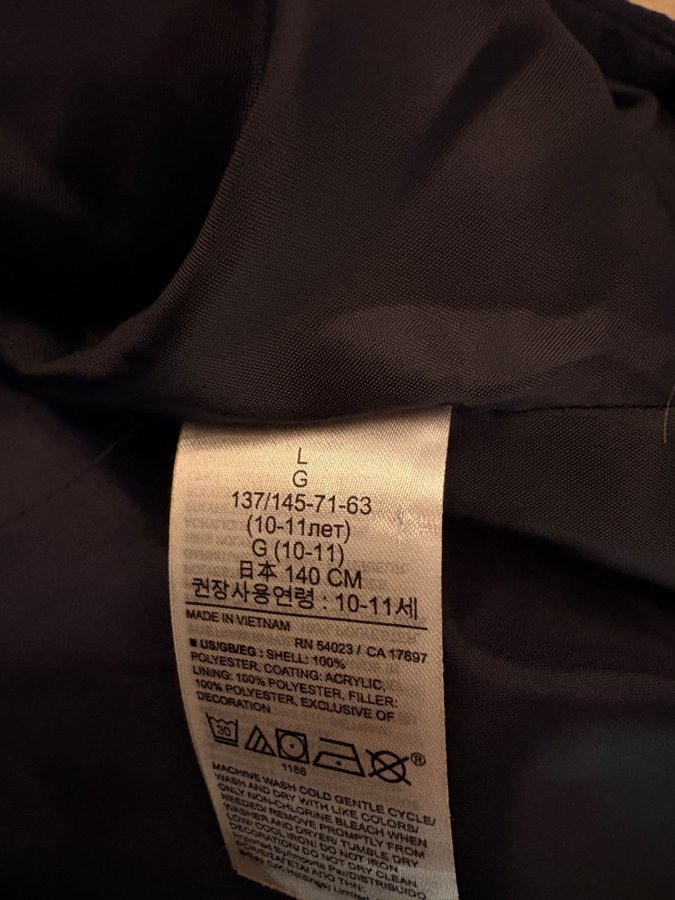 L
G
137/145-71-63
(10-11лет)
G (10-11)
日本 140 CM
권장사용연령 : 10-11세
MADE IN VIETNAM
RN 54023 / CA 17897
■ US/GB/EG : SHELL: 100%
POLYESTER, COATING: ACRYLIC,
LINING: 100% POLYESTER, FILLER:
100% POLYESTER, EXCLUSIVE OF
DECORATION
30
®
1186
MACHINE WASH COLD GENTLE CYCLE/
WASH AND DRY WITH LIKE COLORS/
ONLY NON-CHLORINE BLEACH WHEN
NEEDED/ REMOVE PROMPTLY FROM
WASHER AND DRYER/ TUMBLE DRY
LOW/ COOL IRON/ DO NOT IRON
DECORATION/ DO NOT DRY CLEAN